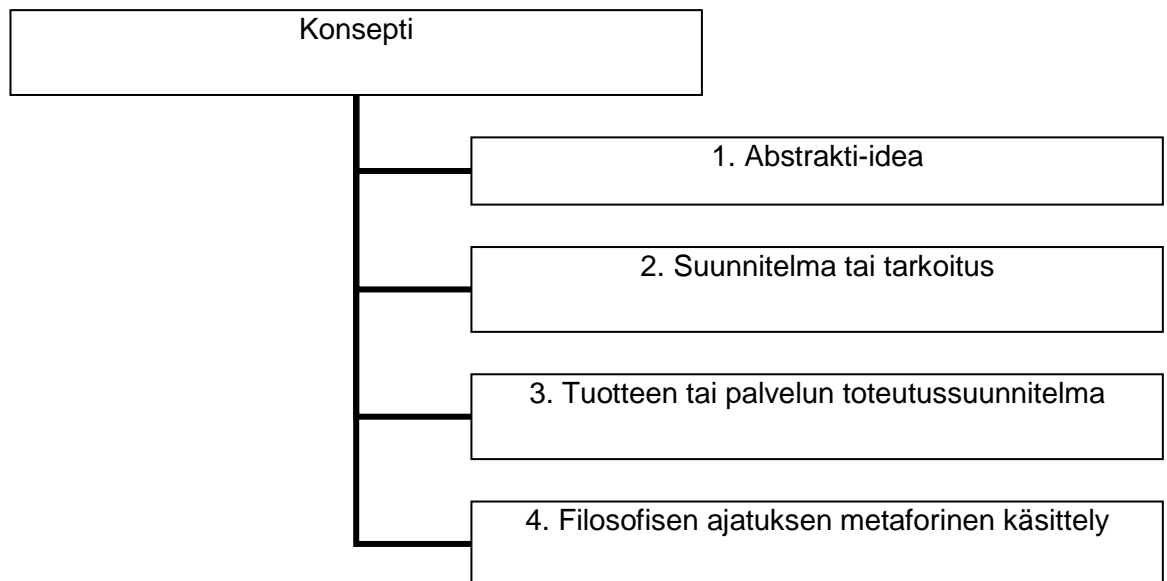 Konsepti
1. Abstrakti-idea
2. Suunnitelma tai tarkoitus
3. Tuotteen tai palvelun toteutussuunnitelma
4. Filosofisen ajatuksen metaforinen käsittely